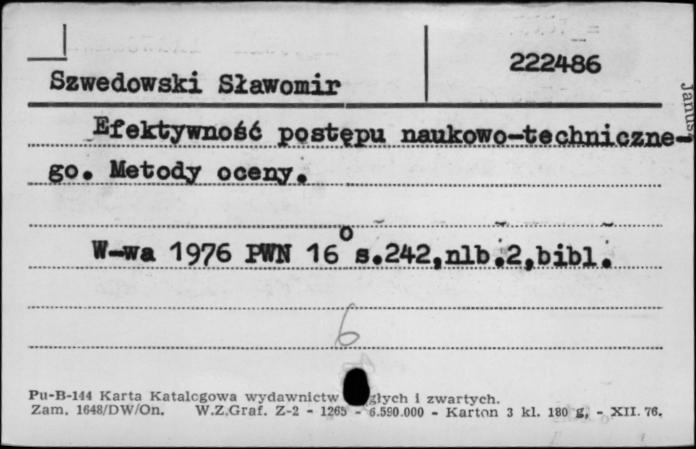 222486
Szwedowski Sławomir
Efektywność postępu naukowo-techniczne-
go. Metody oceny.
W-wa 1976 PWN 16° s.242,nlb.2,bibl.
6
Pu-B-144 Karta Katalogowa wydawnictw głych i zwartych.
Zam. 1648/DW/On. W.Z.Graf. Z-2 - 1265 - 6.590.000 - Karton 3 kl. 180 g. - XII. 76.
Janus